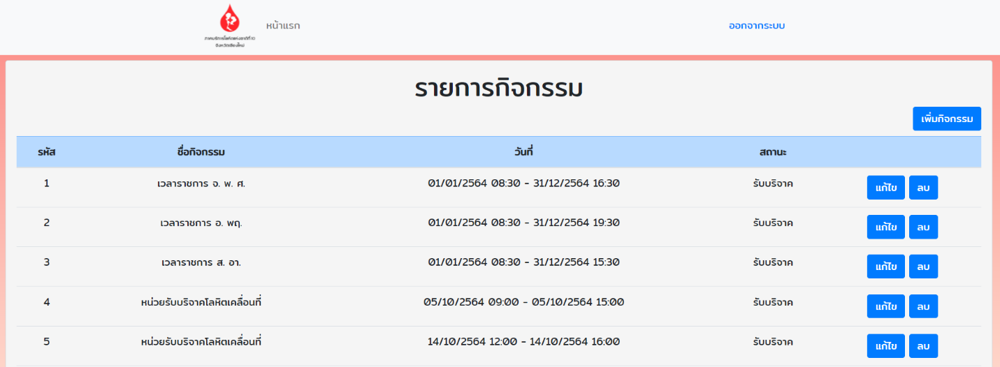 หน้าแรก
ออกจากระบบ
ภาคบริการโลหิตแห่งชาติที่ 10
จังหวัดเชียงใหม่
รายการกิจกรรม
เพิ่มกิจกรรม
รหัส ชื่อกิจกรรม วันที่ สถานะ
1 เวลาราชการ จ. พ. ศ. 01/01/2564 08:30 - 31/12/2564 16:30 รับบริจาค แก้ไข ลบ
2 เวลาราชการ อ. พฤ. 01/01/2564 08:30 - 31/12/2564 19:30 รับบริจาค แก้ไข ลบ
3 เวลาราชการ ส. อา. 01/01/2564 08:30 - 31/12/2564 15:30 รับบริจาค แก้ไข ลบ
4 หน่วยรับบริจาคโลหิตเคลื่อนที่ 05/10/2564 09:00 - 05/10/2564 15:00 รับบริจาค แก้ไข ลบ
5 หน่วยรับบริจาคโลหิตเคลื่อนที่ 14/10/2564 12:00 - 14/10/2564 16:00 รับบริจาค แก้ไข ลบ